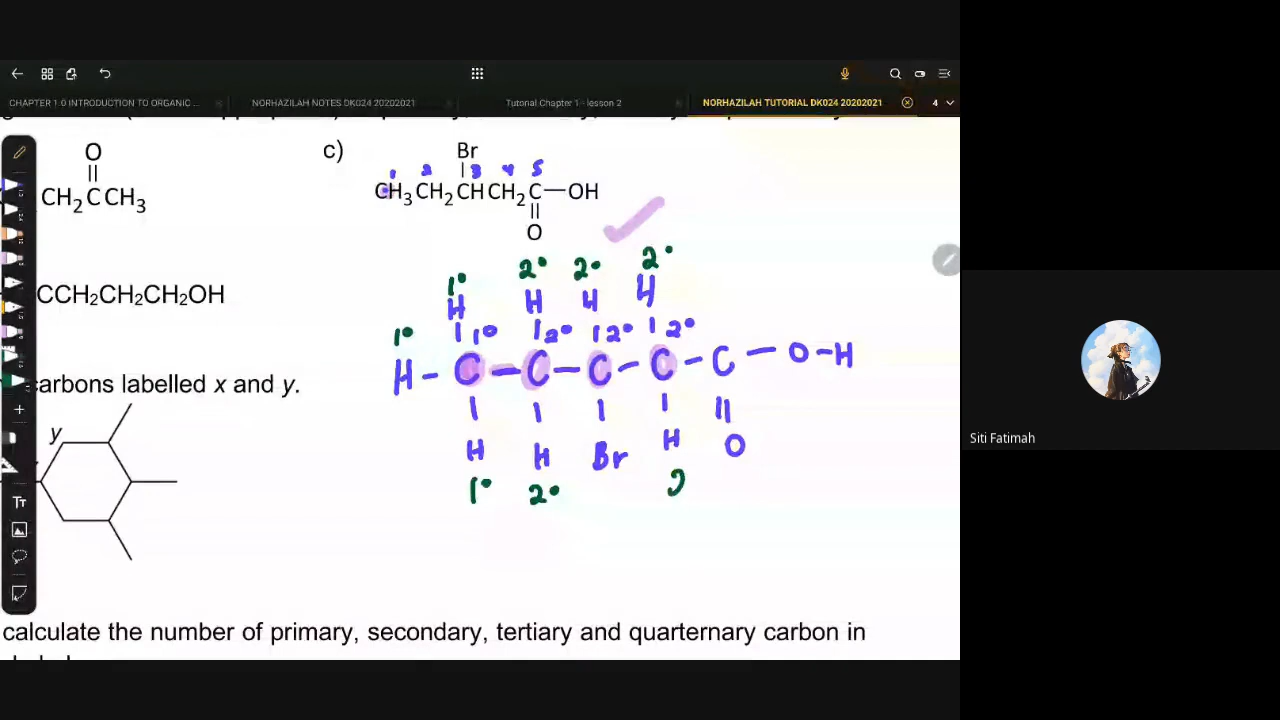 CHAPTER 1.0 INTRODUCTION TO ORGANIC ...
NORHAZILAH NOTES DK024 20202021
Tutorial Chapter 1 - lesson 2
NORHAZILAH TUTORIAL DK024 20202021
4
O
CH2CCH3
c)
Br
1 2 3 4 5
CH3CH2CHCH2C—OH
O
CCH2CH2CH2OH
1° 2° 2° 2°
H H H H
1° 1° 2° 2° 2°
H - C - C - C - C - C - O - H
H H Br H O
1° 2°
carbons labelled x and y.
y
Tt
calculate the number of primary, secondary, tertiary and quarternary carbon in
Siti Fatimah